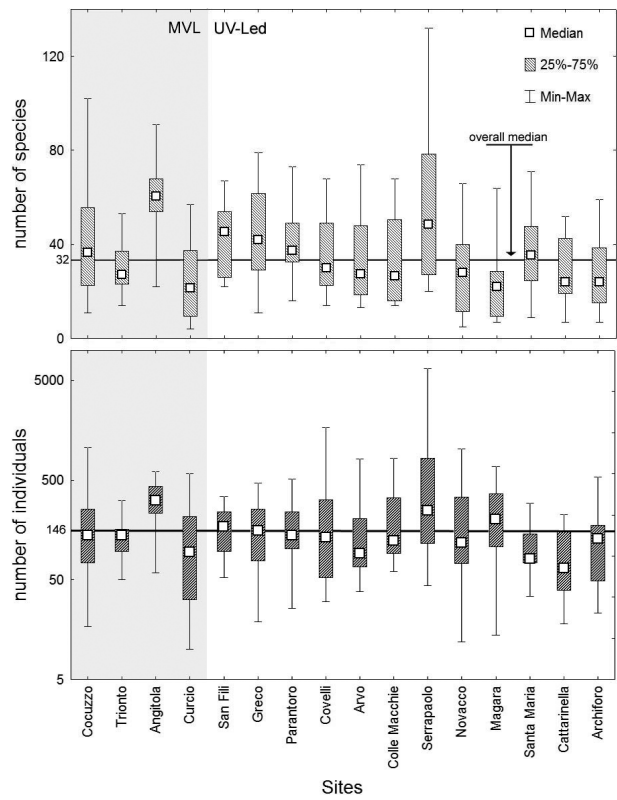 MVL UV-Led
Median
25%-75%
Min-Max
overall median
number of species
120
80
40
32
0
number of individuals
5000
500
146
50
5
Cocuzzo
Trionto
Angitola
Curcio
San Fili
Greco
Parantoro
Covelli
Arvo
Colle Macchie
Serrapaolo
Novacco
Magara
Santa Maria
Cattarinella
Archiforo
Sites